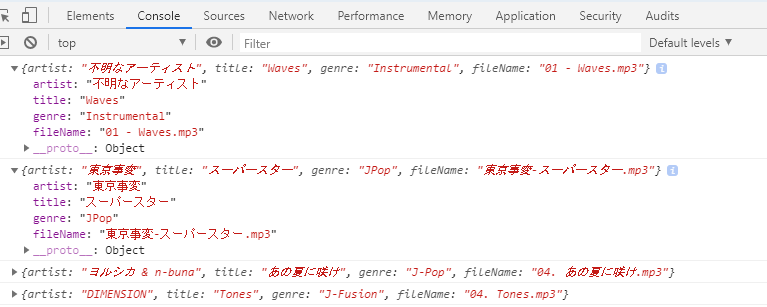 Elements Console Sources Network Performance Memory Application Security Audits
top ▼ Filter Default levels ▼
▼{artist: "不明なアーティスト", title: "Waves", genre: "Instrumental", fileName: "01 - Waves.mp3"} i
artist: "不明なアーティスト"
title: "Waves"
genre: "Instrumental"
fileName: "01 - Waves.mp3"
▶__proto__: Object
▼{artist: "東京事変", title: "スーパースター", genre: "JPop", fileName: "東京事変-スーパースター.mp3"} i
artist: "東京事変"
title: "スーパースター"
genre: "JPop"
fileName: "東京事変-スーパースター.mp3"
▶__proto__: Object
▶{artist: "ヨルシカ & n-buna", title: "あの夏に咲け", genre: "J-Pop", fileName: "04. あの夏に咲け.mp3"}
▶{artist: "DIMENSION", title: "Tones", genre: "J-Fusion", fileName: "04. Tones.mp3"}